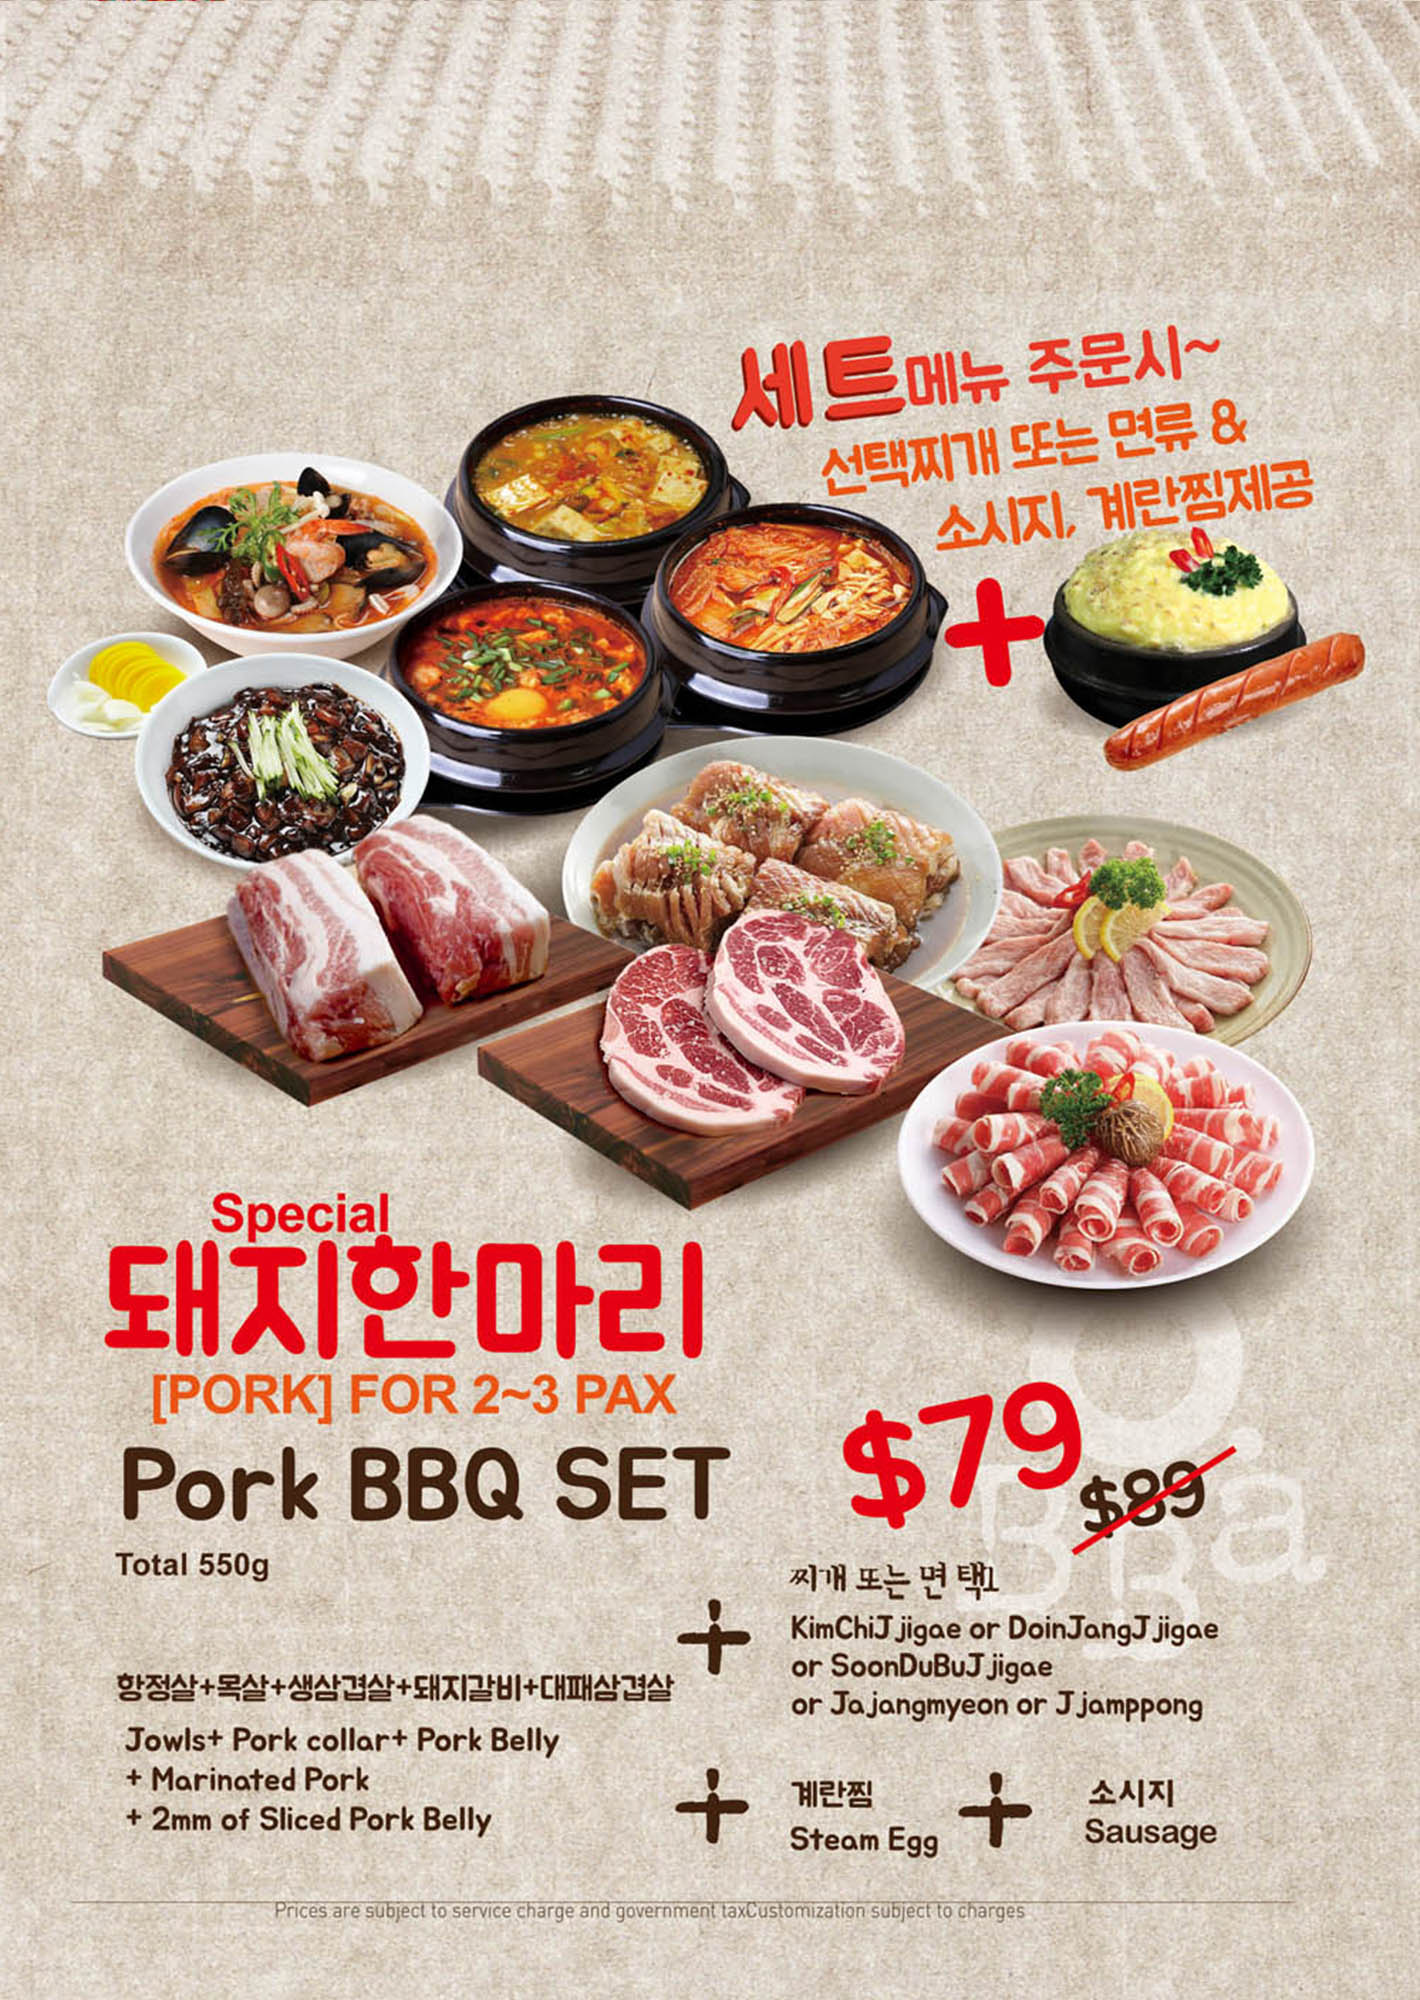 세트메뉴 주문시~
선택찌개 또는 면류 &
소시지, 계란찜제공
Special
돼지한마리
[PORK] FOR 2~3 PAX
Pork BBQ SET
$79
$89
O.BBa
Total 550g
항정살+목살+생삼겹살+돼지갈비+대패삼겹살
Jowls+ Pork collar+ Pork Belly
+ Marinated Pork
+ 2mm of Sliced Pork Belly
+
찌개 또는 면 택1
KimChiJjigae or DoinJangJjigae
or SoonDuBuJjigae
or Jajangmyeon or Jjamppong
+
계란찜
Steam Egg
+
소시지
Sausage
Prices are subject to service charge and government taxCustomization subject to charges